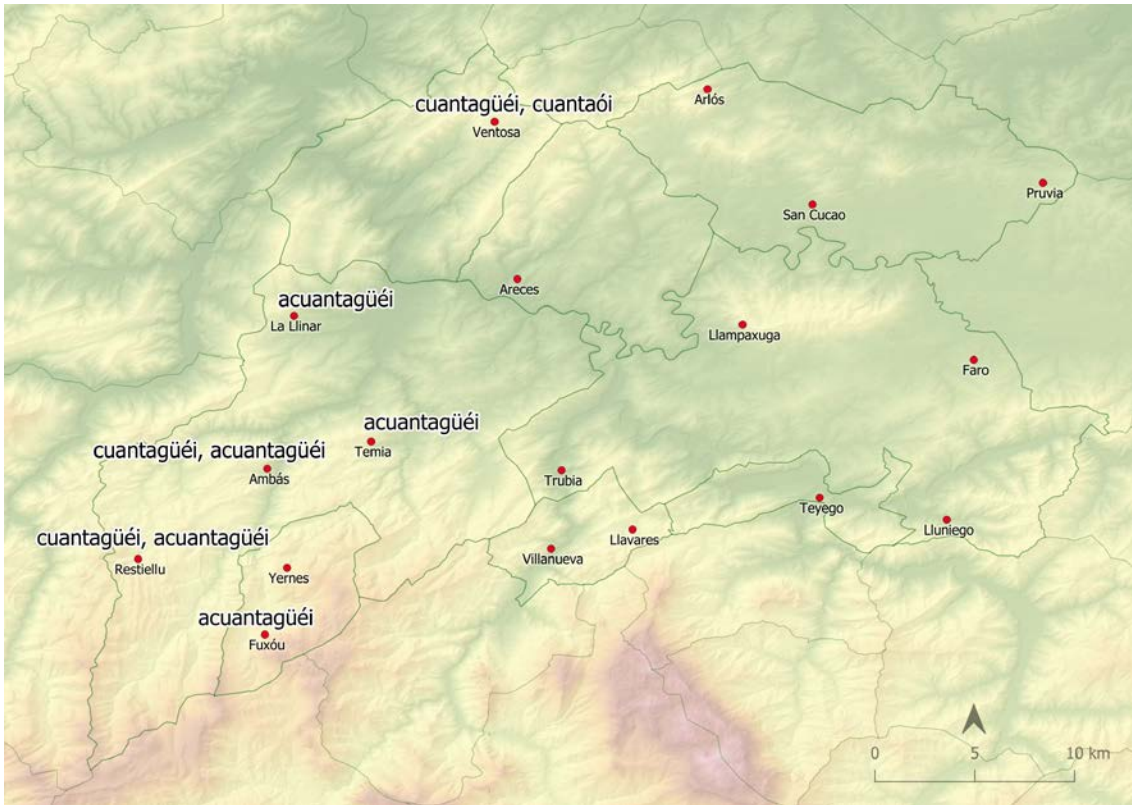 Arlós
cuantagüéi, cuantaói
Ventosa
Pruvia
San Cucao
Areces
acuantagüéi
La Llinar
Llampaxuga
Faro
acuantagüéi
Temia
cuantagüéi, acuantagüéi
Ambás
Trubia
Teyego
Lluniego
cuantagüéi, acuantagüéi
Restiellu
Llavares
Villanueva
Yernes
acuantagüéi
Fuxóu
0 5 10 km